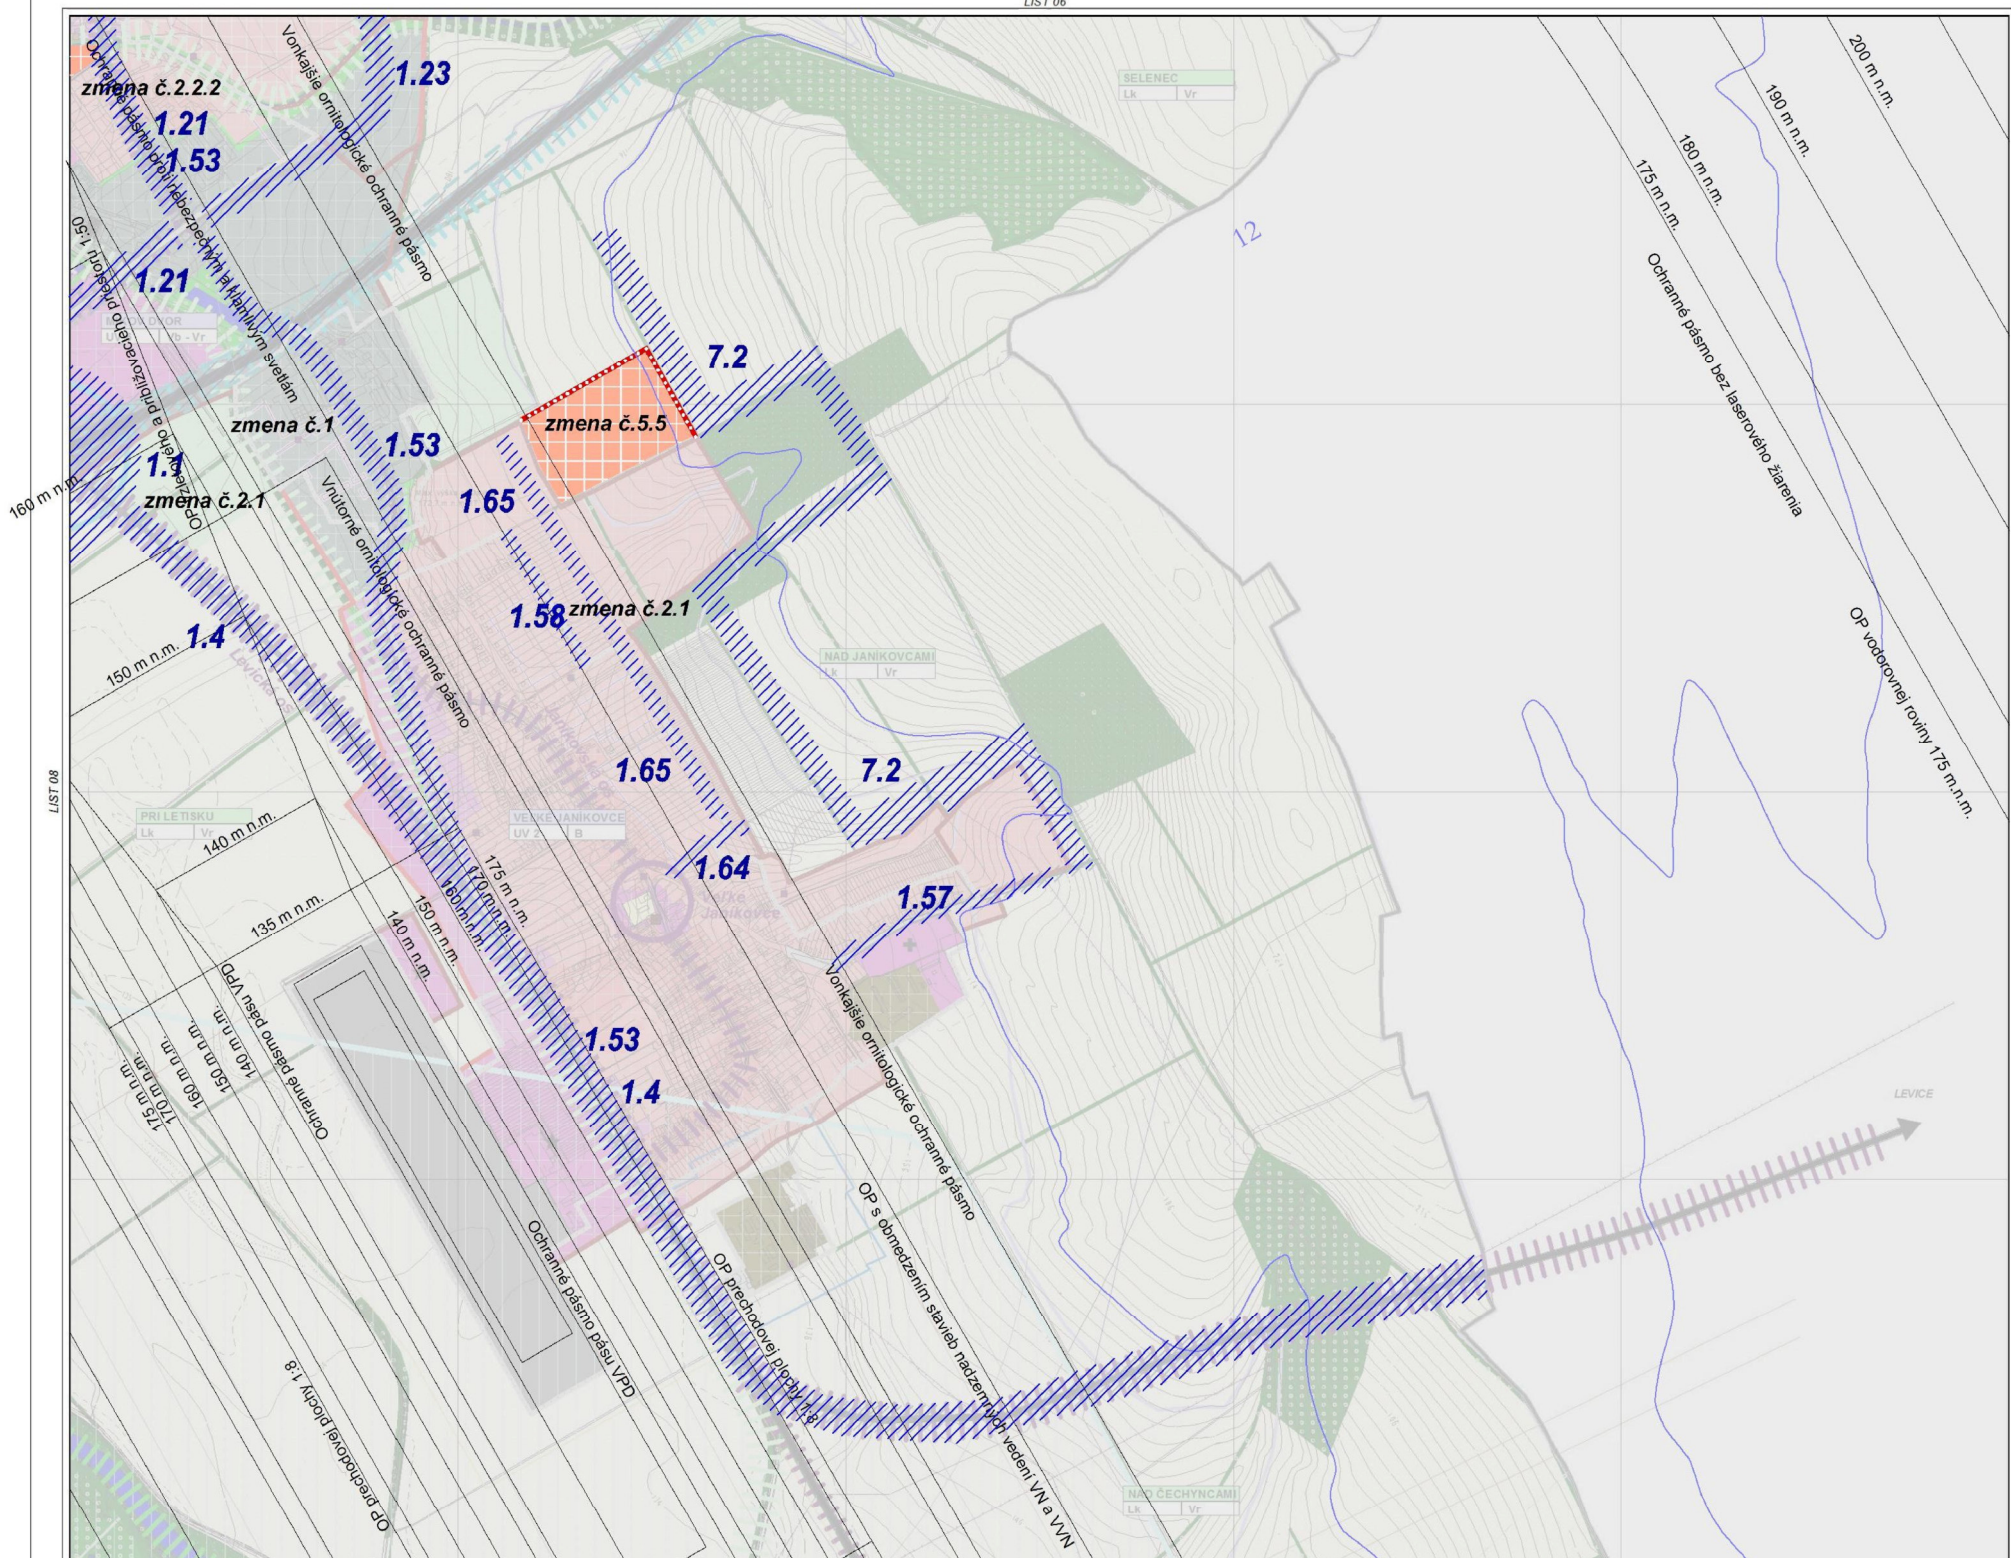 LIST 06
Ochranné pásmo proti nebezpečným a klamlivým svetlám
zmena č.2.2.2
1.21
1.53
Vonkajšie ornitologické ochranné pásmo
1.23
SELENEC
Lk Vr
12
200 m n.m.
190 m n.m.
180 m n.m.
175 m n.m.
Ochranné pásmo bez laserového žiarenia
OP vodorovnej roviny 175 m.n.m.
OP vzletového a približovacieho priestoru 1:50
1.21
zmena č.1
1.53
7.2
zmena č.5.5
1.1
zmena č.2.1
160 m n.m.
Vnútorné ornitologické ochranné pásmo
1.65
1.58
zmena č.2.1
1.4
150 m n.m.
NAD JANÍKOVCAMI
Lk Vr
LIST 08
PRI LETISKU
Lk Vr
140 m n.m.
VEĽKÉ JANÍKOVCE
UV 2 B
1.65
7.2
1.64
1.57
Veľké
Janíkovce
135 m n.m.
175 m n.m.
170 m n.m.
160 m n.m.
150 m n.m.
140 m n.m.
Ochranné pásmo pásu VPD
140 m n.m.
150 m n.m.
160 m n.m.
170 m n.m.
175 m n.m.
1.53
1.4
Vonkajšie ornitologické ochranné pásmo
LEVICE
OP s obmedzením stavieb nadzemných vedení VN a VVN
Ochranné pásmo pásu VPD
OP prechodovej plochy 1:8
OP prechodovej plochy 1:8
NAD ČECHYNCAMI
Lk Vr